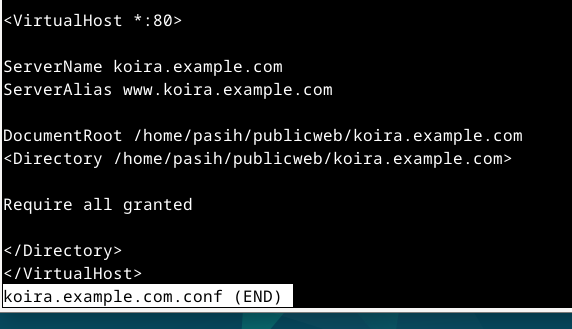 <VirtualHost *:80>
ServerName koira.example.com
ServerAlias www.koira.example.com
DocumentRoot /home/pasih/publicweb/koira.example.com
<Directory /home/pasih/publicweb/koira.example.com>
Require all granted
</Directory>
</VirtualHost>
koira.example.com.conf (END)